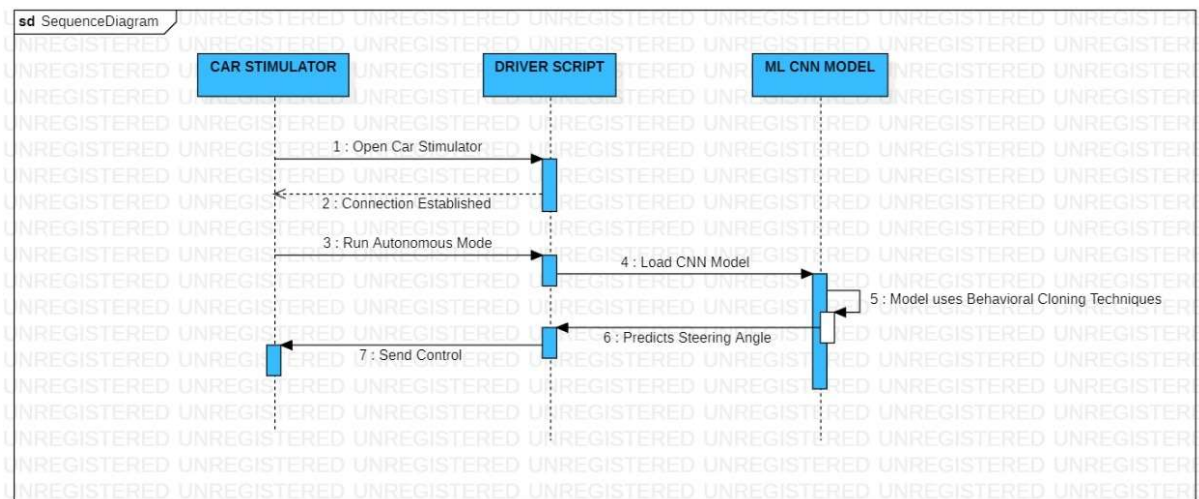 sd SequenceDiagram
CAR STIMULATOR
DRIVER SCRIPT
ML CNN MODEL
1 : Open Car Stimulator
2 : Connection Established
3 : Run Autonomous Mode
4 : Load CNN Model
5 : Model uses Behavioral Cloning Techniques
6 : Predicts Steering Angle
7 : Send Control
UNREGISTERED